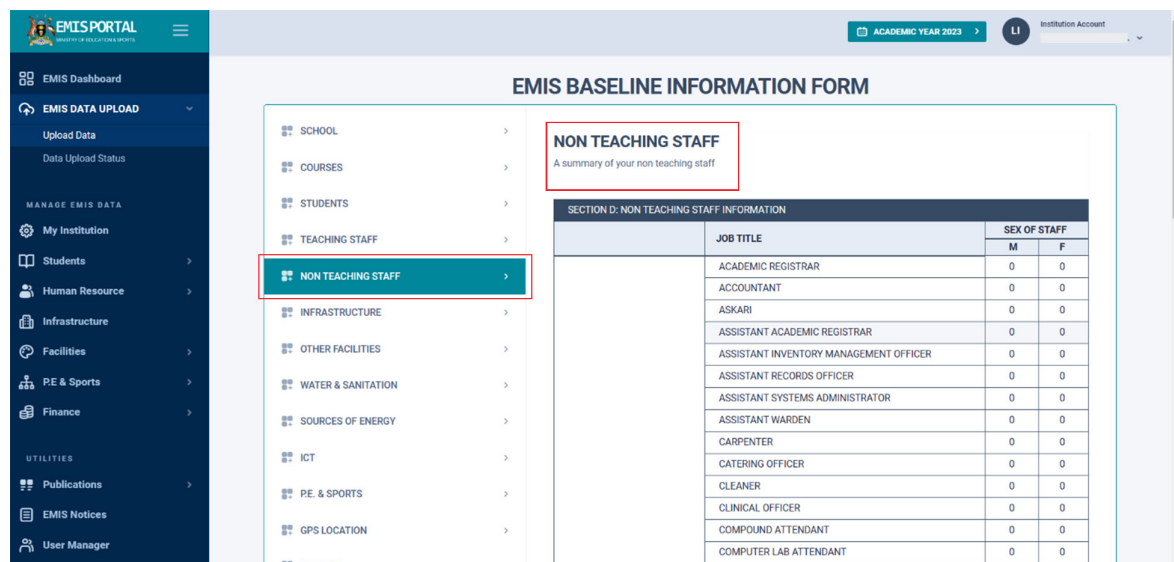 EMIS PORTAL
MINISTRY OF EDUCATION & SPORTS
ACADEMIC YEAR 2023
LI
Institution Account
EMIS Dashboard
EMIS DATA UPLOAD
Upload Data
Data Upload Status
MANAGE EMIS DATA
My Institution
Students
Human Resource
Infrastructure
Facilities
P.E & Sports
Finance
UTILITIES
Publications
EMIS Notices
User Manager
EMIS BASELINE INFORMATION FORM
SCHOOL
COURSES
STUDENTS
TEACHING STAFF
NON TEACHING STAFF
INFRASTRUCTURE
OTHER FACILITIES
WATER & SANITATION
SOURCES OF ENERGY
ICT
P.E. & SPORTS
GPS LOCATION
NON TEACHING STAFF
A summary of your non teaching staff
SECTION D: NON TEACHING STAFF INFORMATION
JOB TITLE SEX OF STAFF
M F
ACADEMIC REGISTRAR 0 0
ACCOUNTANT 0 0
ASKARI 0 0
ASSISTANT ACADEMIC REGISTRAR 0 0
ASSISTANT INVENTORY MANAGEMENT OFFICER 0 0
ASSISTANT RECORDS OFFICER 0 0
ASSISTANT SYSTEMS ADMINISTRATOR 0 0
ASSISTANT WARDEN 0 0
CARPENTER 0 0
CATERING OFFICER 0 0
CLEANER 0 0
CLINICAL OFFICER 0 0
COMPOUND ATTENDANT 0 0
COMPUTER LAB ATTENDANT 0 0